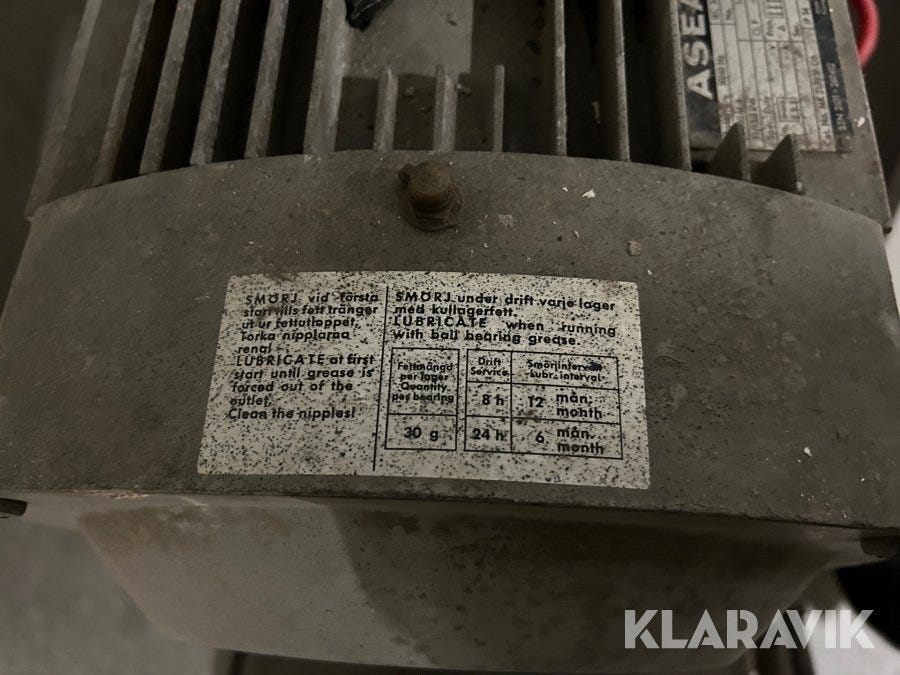 ASEA
SMÖRJ vid första
start tills fett tränger
ut ur fettutloppet.
Torka nipplarna
rena!
LUBRICATE at first
start until grease is
forced out of the
outlet.
Clean the nipples!
SMÖRJ under drift varje lager
med kullagerfett.
LUBRICATE when running
with ball bearing grease.
Fettmängd
per lager
Quantity
per bearing
30 g
Drift
Service
Smörjintervall
Lubr. interval
8 h 12 mån.
month
24 h 6 mån.
month
KLARAVIK